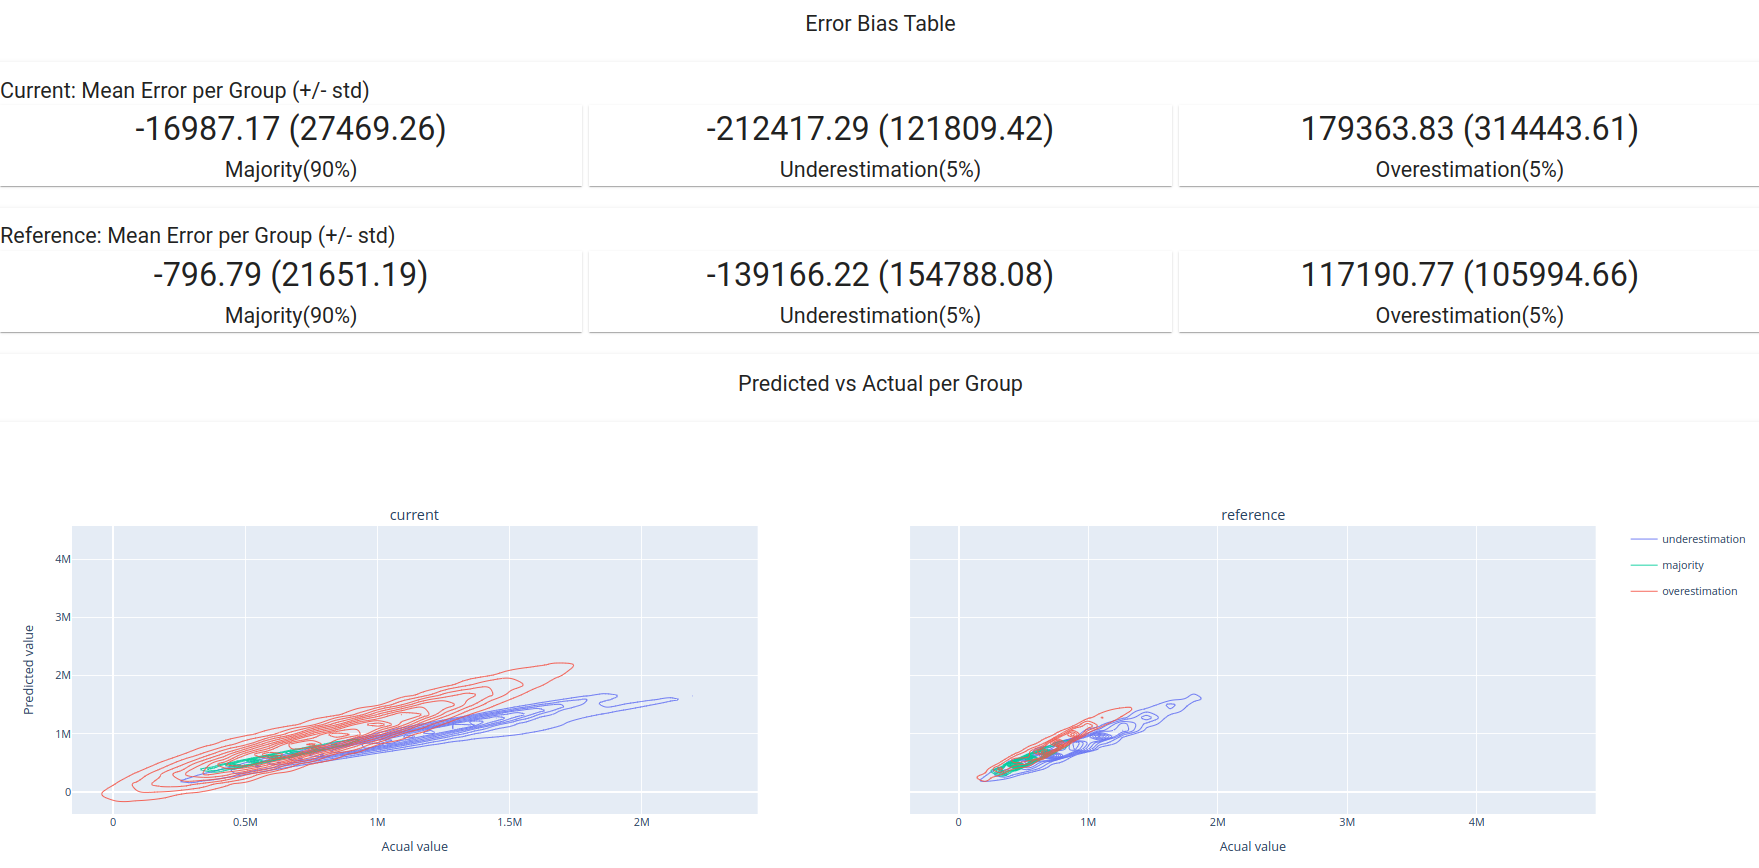 Error Bias Table
Current: Mean Error per Group (+/- std)
-16987.17 (27469.26)
Majority(90%)
-212417.29 (121809.42)
Underestimation(5%)
179363.83 (314443.61)
Overestimation(5%)
Reference: Mean Error per Group (+/- std)
-796.79 (21651.19)
Majority(90%)
-139166.22 (154788.08)
Underestimation(5%)
117190.77 (105994.66)
Overestimation(5%)
Predicted vs Actual per Group
current
4M
3M
2M
1M
0
Predicted value
0 0.5M 1M 1.5M 2M
Acual value
reference
0 1M 2M 3M 4M
Acual value
underestimation
majority
overestimation